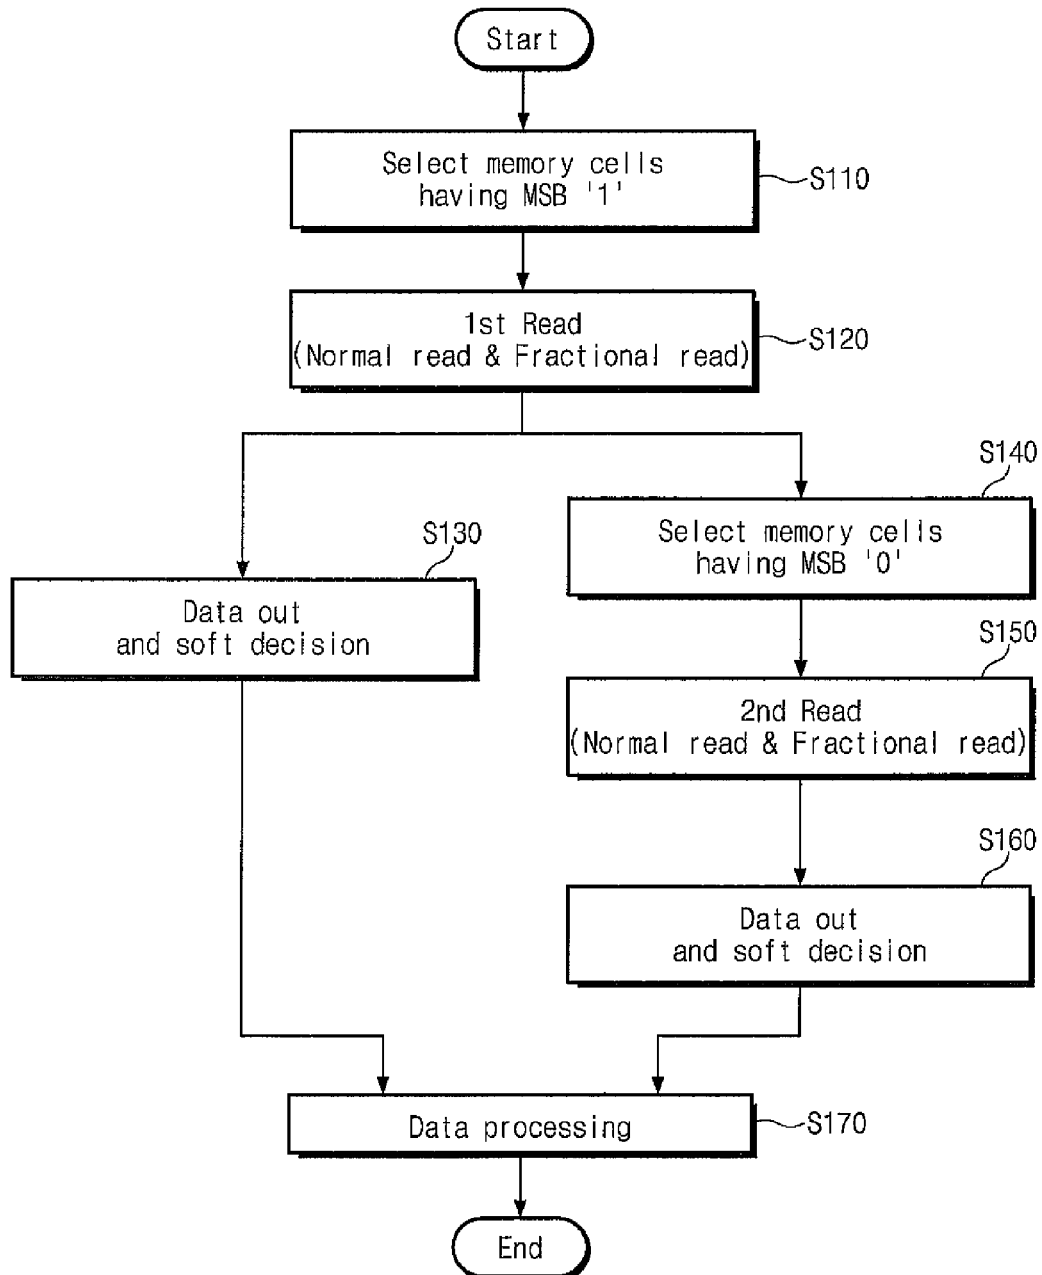 Start
Select memory cells
having MSB '1'
S110
1st Read
(Normal read & Fractional read)
S120
S140
Select memory cells
having MSB '0'
S130
Data out
and soft decision
S150
2nd Read
(Normal read & Fractional read)
S160
Data out
and soft decision
Data processing
S170
End